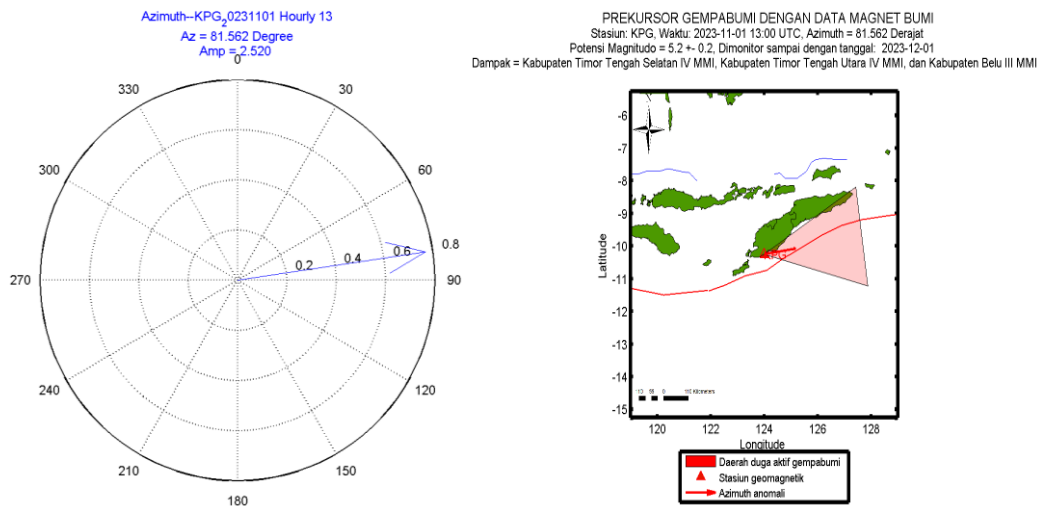 Azimuth--KPG20231101 Hourly 13
Az = 81.562 Degree
Amp = 2.520
0
30
60
90
120
150
180
210
240
270
300
330
0.2
0.4
0.6
0.8
PREKURSOR GEMPABUMI DENGAN DATA MAGNET BUMI
Stasiun: KPG, Waktu: 2023-11-01 13:00 UTC, Azimuth = 81.562 Derajat
Potensi Magnitudo = 5.2 +- 0.2, Dimonitor sampai dengan tanggal: 2023-12-01
Dampak = Kabupaten Timor Tengah Selatan IV MMI, Kabupaten Timor Tengah Utara IV MMI, dan Kabupaten Belu III MMI
-6
-7
-8
-9
-10
-11
-12
-13
-14
-15
Latitude
KPG
Kilometers
120
122
124
126
128
Longitude
Daerah duga aktif gempabumi
Stasiun geomagnetik
Azimuth anomali